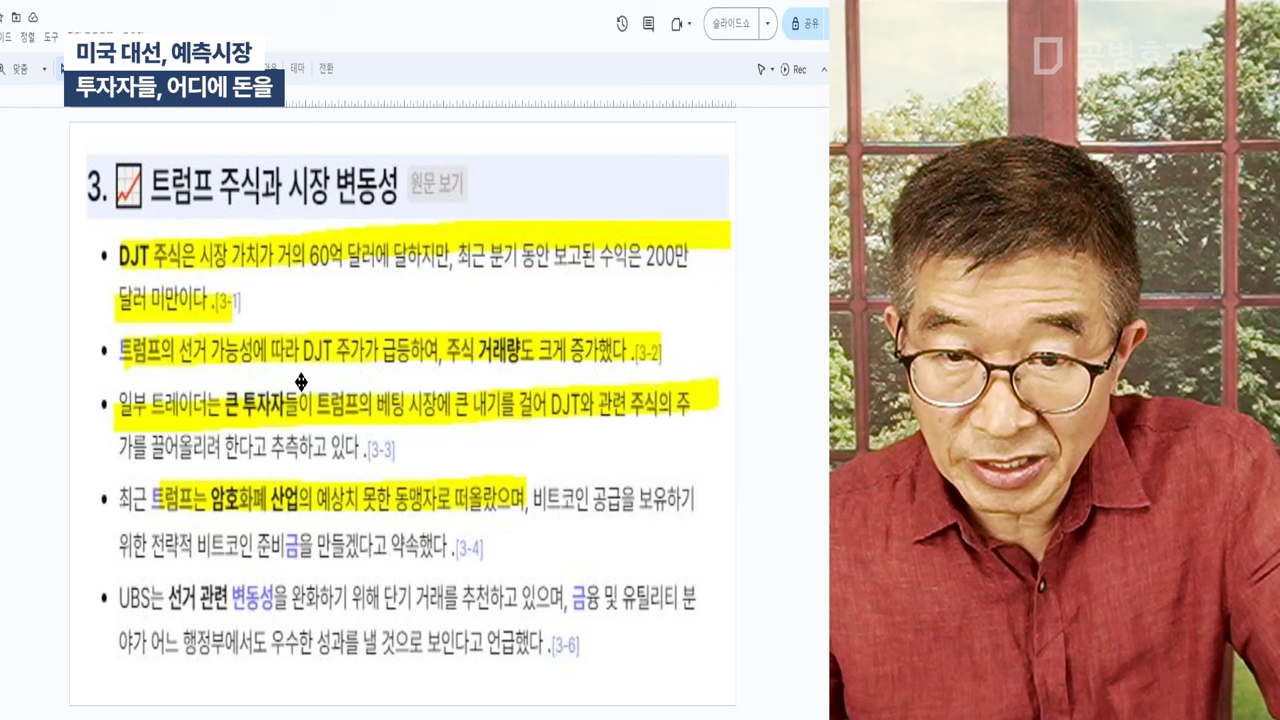 이드 정렬 도구
슬라이드쇼
공유
미국 대선, 예측시장
투자자들, 어디에 돈을
맞춤
테마
전환
Rec
3. 트럼프 주식과 시장 변동성 원문 보기
• DJT 주식은 시장 가치가 거의 60억 달러에 달하지만, 최근 분기 동안 보고된 수익은 200만
달러 미만이다 .[3-1]
• 트럼프의 선거 가능성에 따라 DJT 주가가 급등하여, 주식 거래량도 크게 증가했다 .[3-2]
• 일부 트레이더는 큰 투자자들이 트럼프의 베팅 시장에 큰 내기를 걸어 DJT와 관련 주식의 주
가를 끌어올리려 한다고 추측하고 있다 .[3-3]
• 최근 트럼프는 암호화폐 산업의 예상치 못한 동맹자로 떠올랐으며, 비트코인 공급을 보유하기
위한 전략적 비트코인 준비금을 만들겠다고 약속했다 .[3-4]
• UBS는 선거 관련 변동성을 완화하기 위해 단기 거래를 추천하고 있으며, 금융 및 유틸리티 분
야가 어느 행정부에서도 우수한 성과를 낼 것으로 보인다고 언급했다 .[3-6]